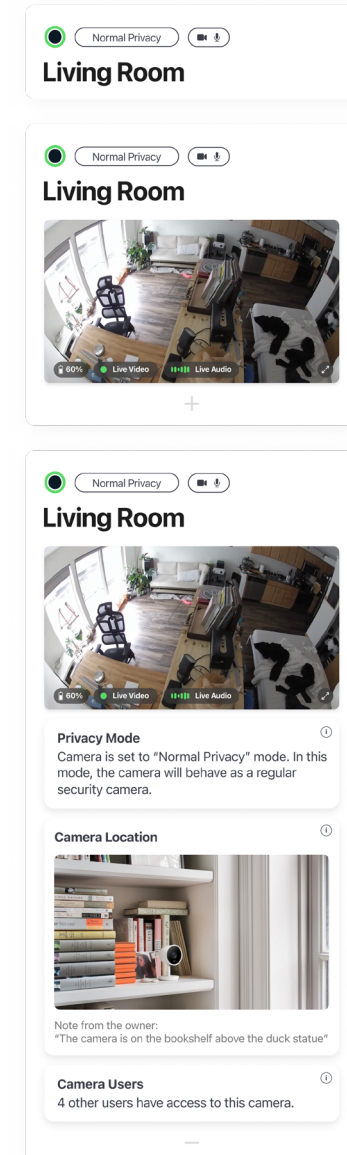 Normal Privacy
Living Room
Normal Privacy
Living Room
60% Live Video Live Audio
Normal Privacy
Living Room
60% Live Video Live Audio
Privacy Mode
Camera is set to “Normal Privacy” mode. In this
mode, the camera will behave as a regular
security camera.
Camera Location
Note from the owner:
“The camera is on the bookshelf above the duck statue”
Camera Users
4 other users have access to this camera.